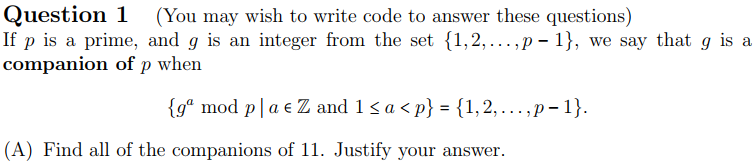 Question 1 (You may wish to write code to answer these questions)
If p is a prime, and g is an integer from the set {1, 2, . . . , p − 1}, we say that g is a
companion of p when
{gᵃ mod p | a ∈ ℤ and 1 ≤ a < p} = {1, 2, . . . , p − 1}.
(A) Find all of the companions of 11. Justify your answer.